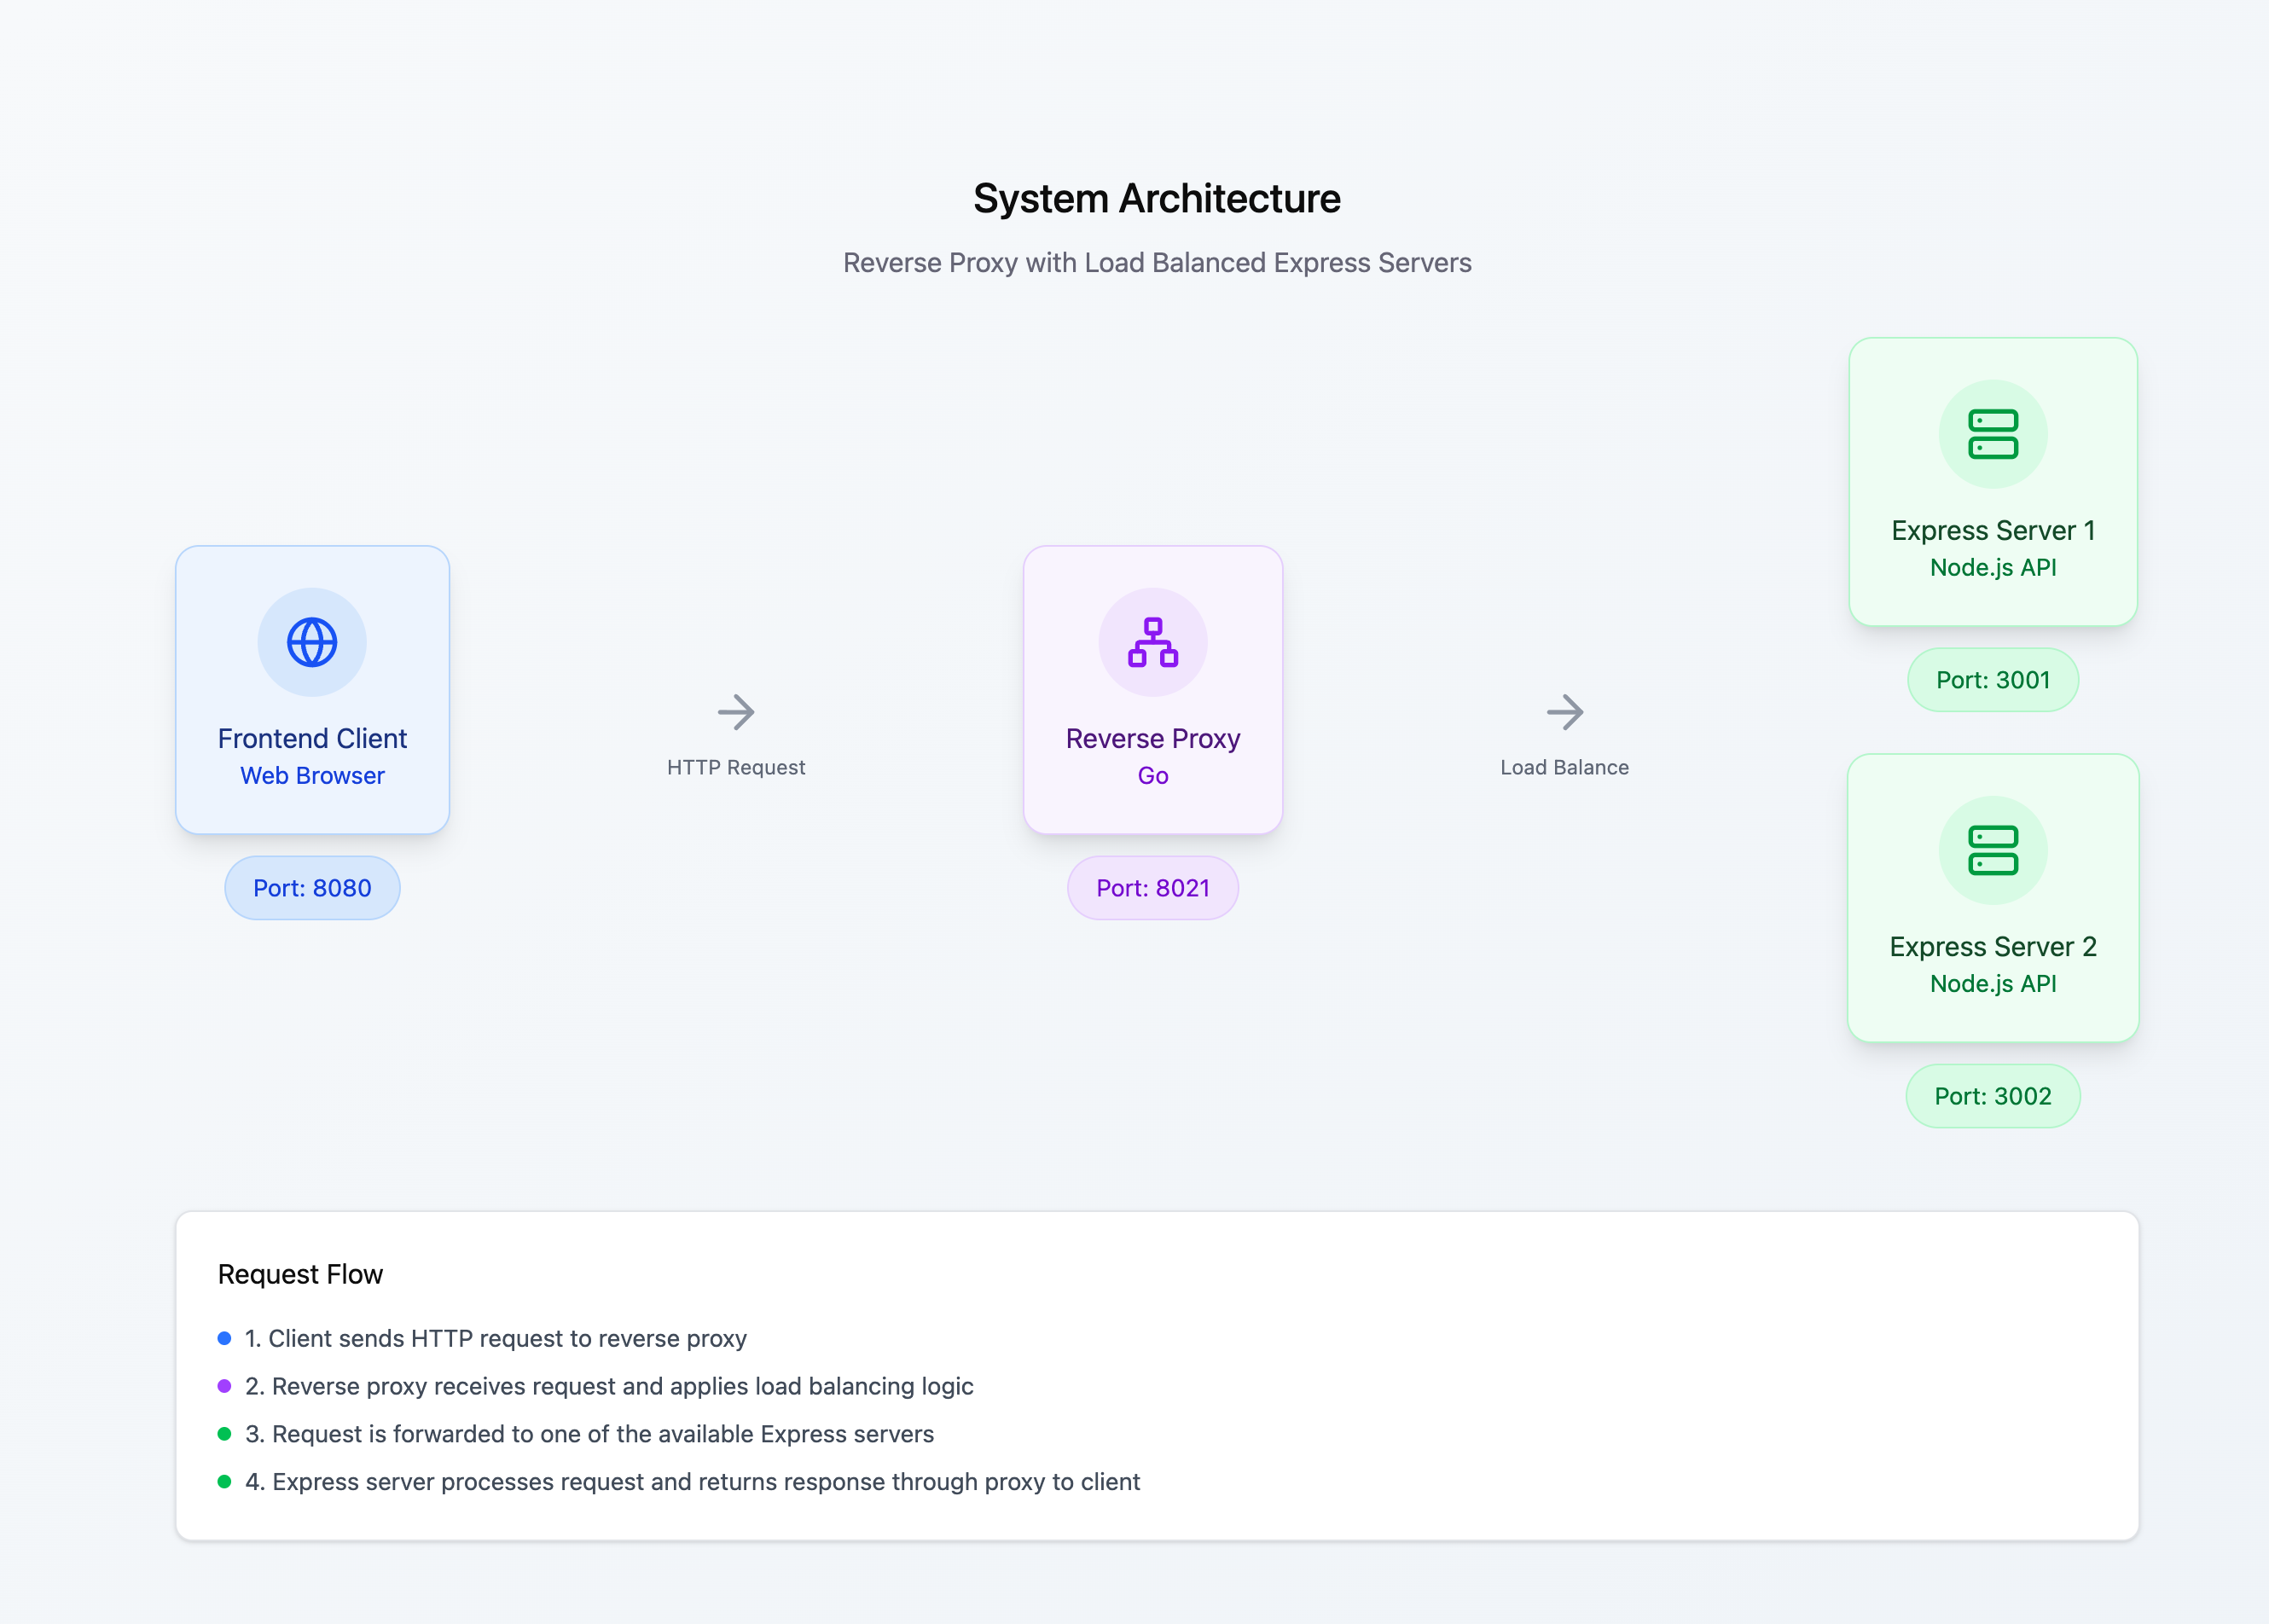 System Architecture
Reverse Proxy with Load Balanced Express Servers
Frontend Client
Web Browser
Port: 8080
HTTP Request
Reverse Proxy
Go
Port: 8021
Load Balance
Express Server 1
Node.js API
Port: 3001
Express Server 2
Node.js API
Port: 3002
Request Flow
1. Client sends HTTP request to reverse proxy
2. Reverse proxy receives request and applies load balancing logic
3. Request is forwarded to one of the available Express servers
4. Express server processes request and returns response through proxy to client